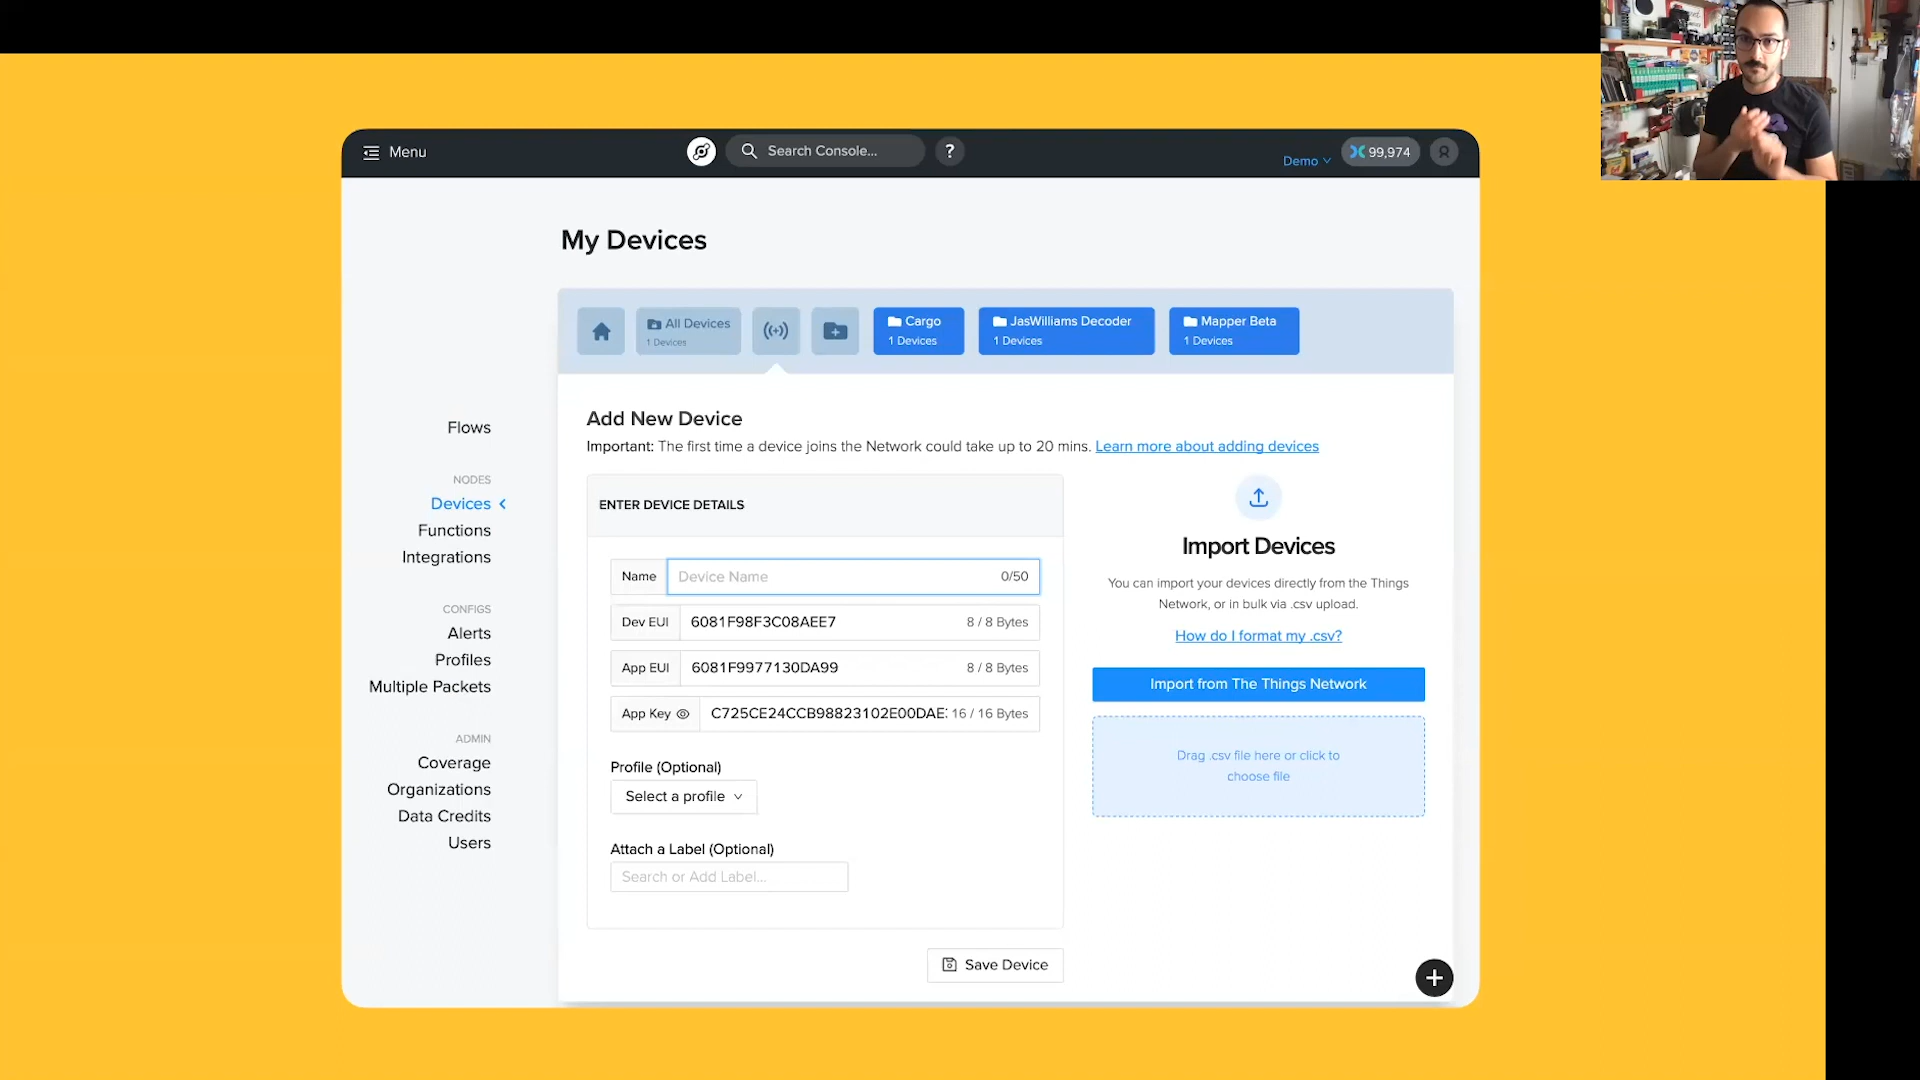 Menu
Search Console...
?
Demo
99,974
My Devices
All Devices
1 Devices
Cargo
1 Devices
JasWilliams Decoder
1 Devices
Mapper Beta
1 Devices
Flows
NODES
Devices
Functions
Integrations
CONFIGS
Alerts
Profiles
Multiple Packets
ADMIN
Coverage
Organizations
Data Credits
Users
Add New Device
Important: The first time a device joins the Network could take up to 20 mins. Learn more about adding devices
ENTER DEVICE DETAILS
Name Device Name 0/50
Dev EUI 6081F98F3C08AEE7 8 / 8 Bytes
App EUI 6081F9977130DA99 8 / 8 Bytes
App Key C725CE24CCB98823102E00DAE 16 / 16 Bytes
Profile (Optional)
Select a profile
Attach a Label (Optional)
Search or Add Label...
Save Device
Import Devices
You can import your devices directly from the Things
Network, or in bulk via .csv upload.
How do I format my .csv?
Import from The Things Network
Drag .csv file here or click to
choose file